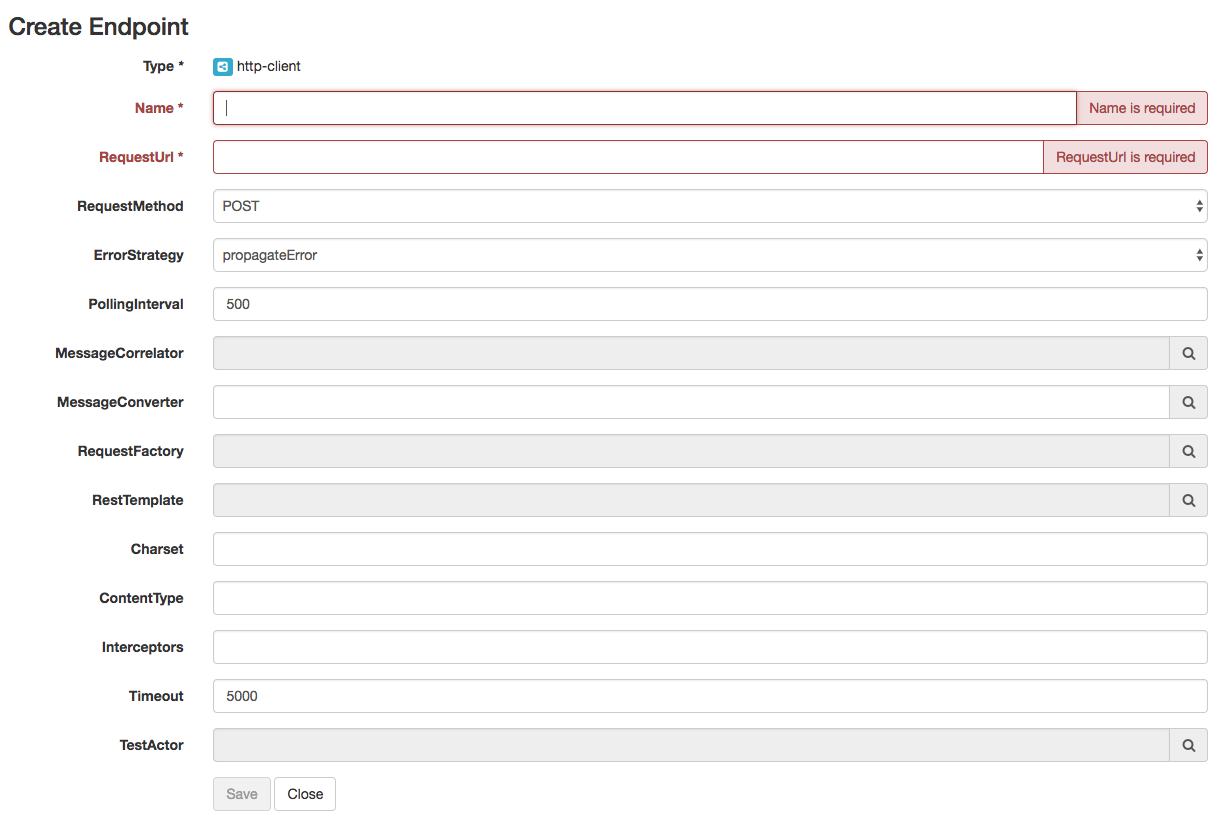 Create Endpoint
Type * http-client
Name * Name is required
RequestUrl * RequestUrl is required
RequestMethod POST
ErrorStrategy propagateError
PollingInterval 500
MessageCorrelator
MessageConverter
RequestFactory
RestTemplate
Charset
ContentType
Interceptors
Timeout 5000
TestActor
Save Close